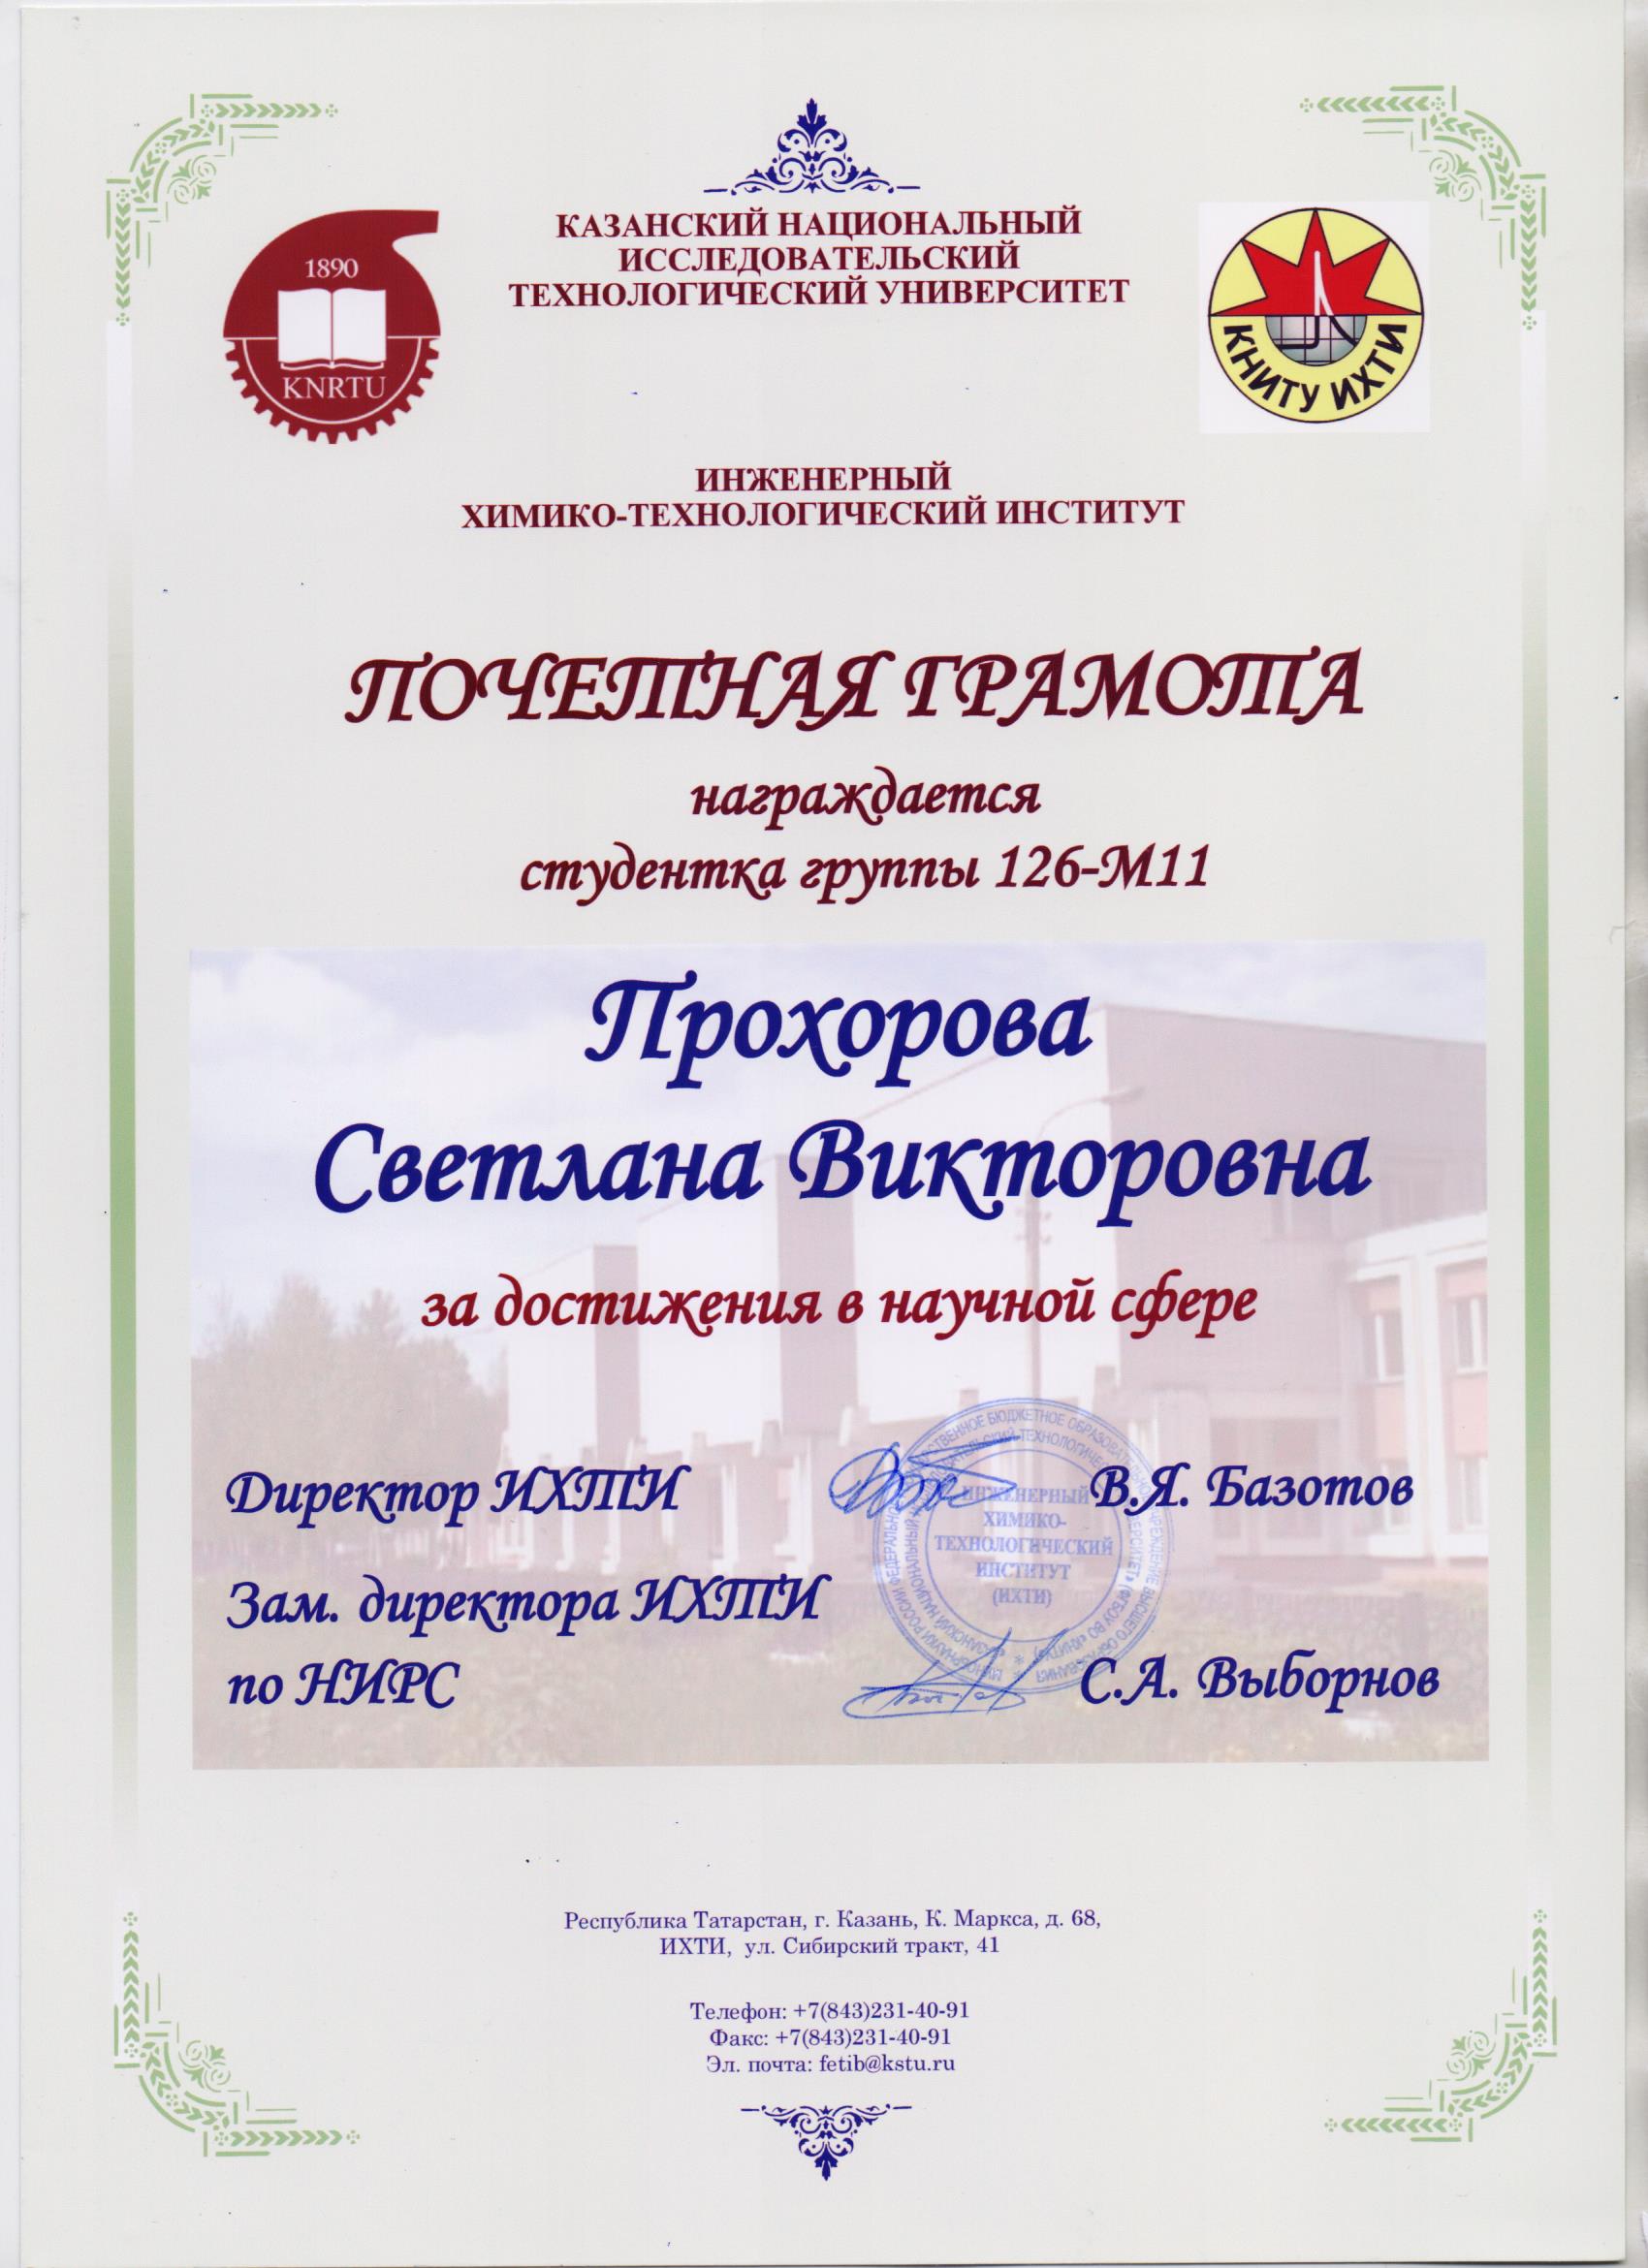 КАЗАНСКИЙ НАЦИОНАЛЬНЫЙ
ИССЛЕДОВАТЕЛЬСКИЙ
ТЕХНОЛОГИЧЕСКИЙ УНИВЕРСИТЕТ
1890
KNRTU
КНИТУ ИХТИ
ИНЖЕНЕРНЫЙ
ХИМИКО-ТЕХНОЛОГИЧЕСКИЙ ИНСТИТУТ
ПОЧЕТНАЯ ГРАМОТА
награждается
студентка группы 126-М11
Прохорова
Светлана Викторовна
за достижения в научной сфере
Директор ИХТИ
В.Я. Базотов
ИНЖЕНЕРНЫЙ
ХИМИКО-
ТЕХНОЛОГИЧЕСКИЙ
ИНСТИТУТ
(ИХТИ)
Зам. директора ИХТИ
по НИРС
С.А. Выборнов
Республика Татарстан, г. Казань, К. Маркса, д. 68,
ИХТИ, ул. Сибирский тракт, 41
Телефон: +7(843)231-40-91
Факс: +7(843)231-40-91
Эл. почта: fetib@kstu.ru